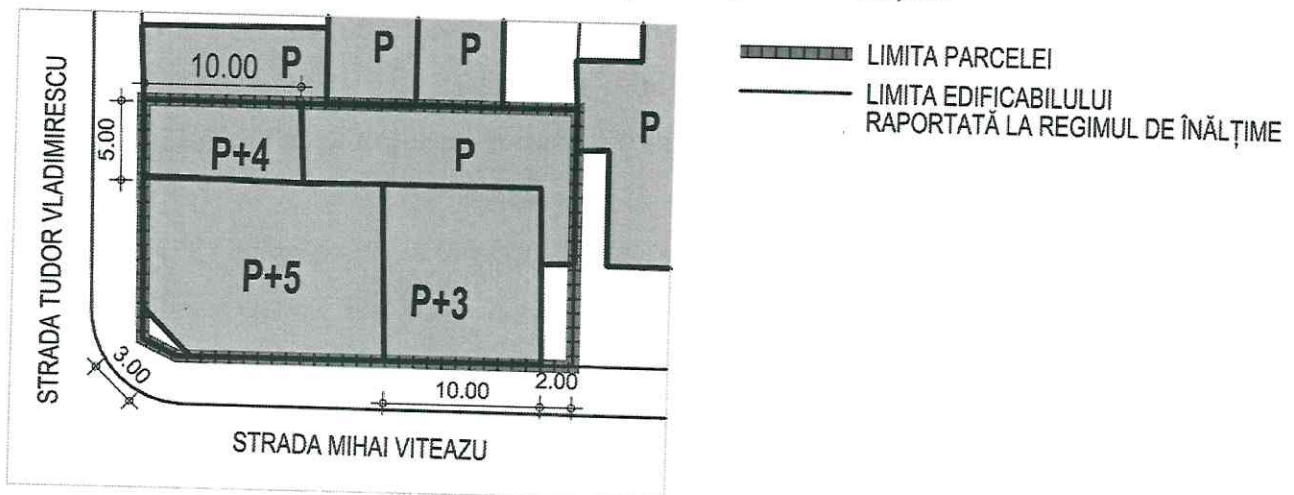 P
P
P
10.00
LIMITA PARCELEI
LIMITA EDIFICABILULUI
RAPORTATĂ LA REGIMUL DE ÎNĂLȚIME
STRADA TUDOR VLADIMIRESCU
5.00
P+4
P
P
P+5
P+3
3.00
10.00
2.00
STRADA MIHAI VITEAZU